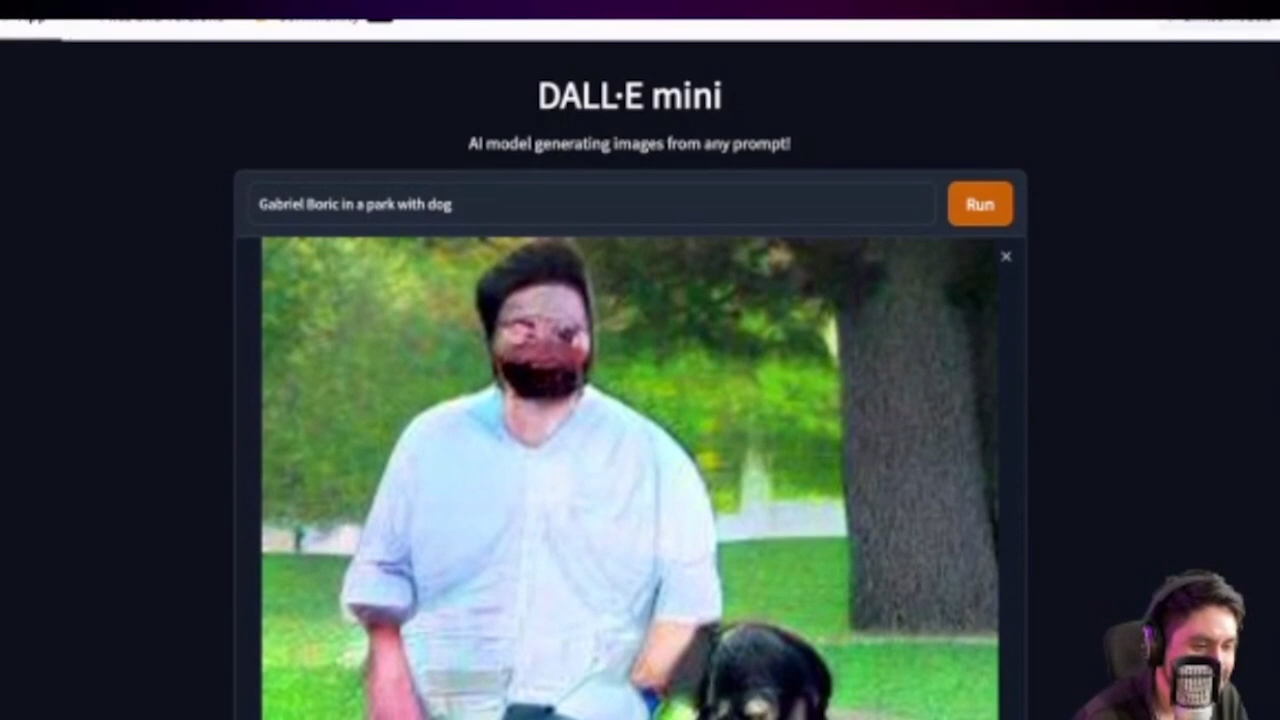 DALL·E mini
AI model generating images from any prompt!
Gabriel Boric in a park with dog
Run